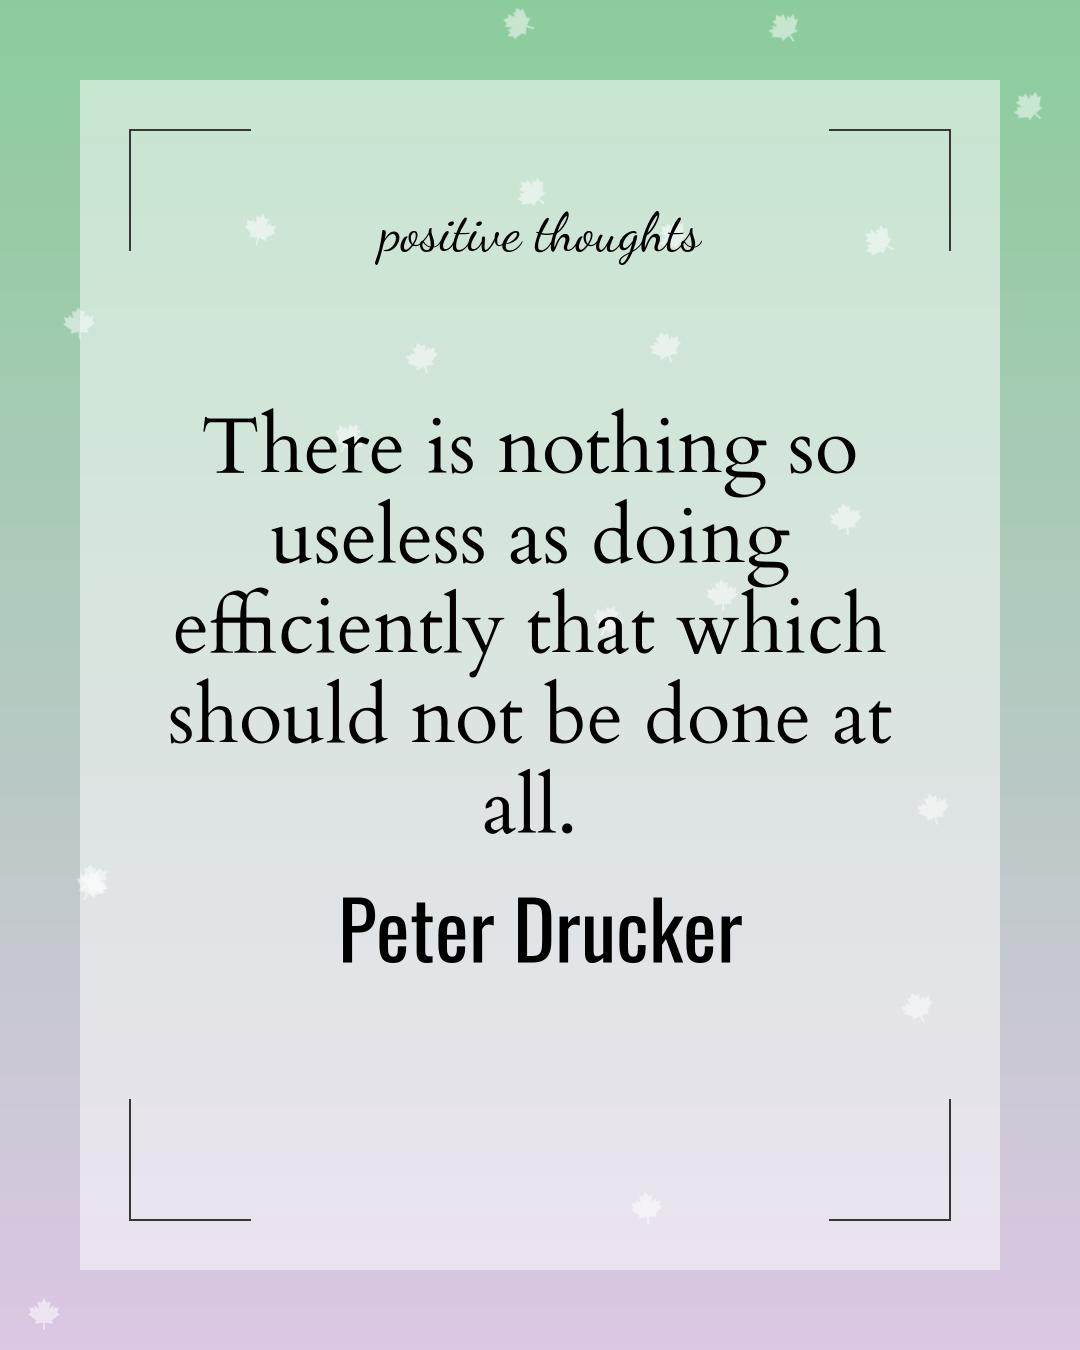 positive thoughts
There is nothing so
useless as doing
efficiently that which
should not be done at
all.
Peter Drucker